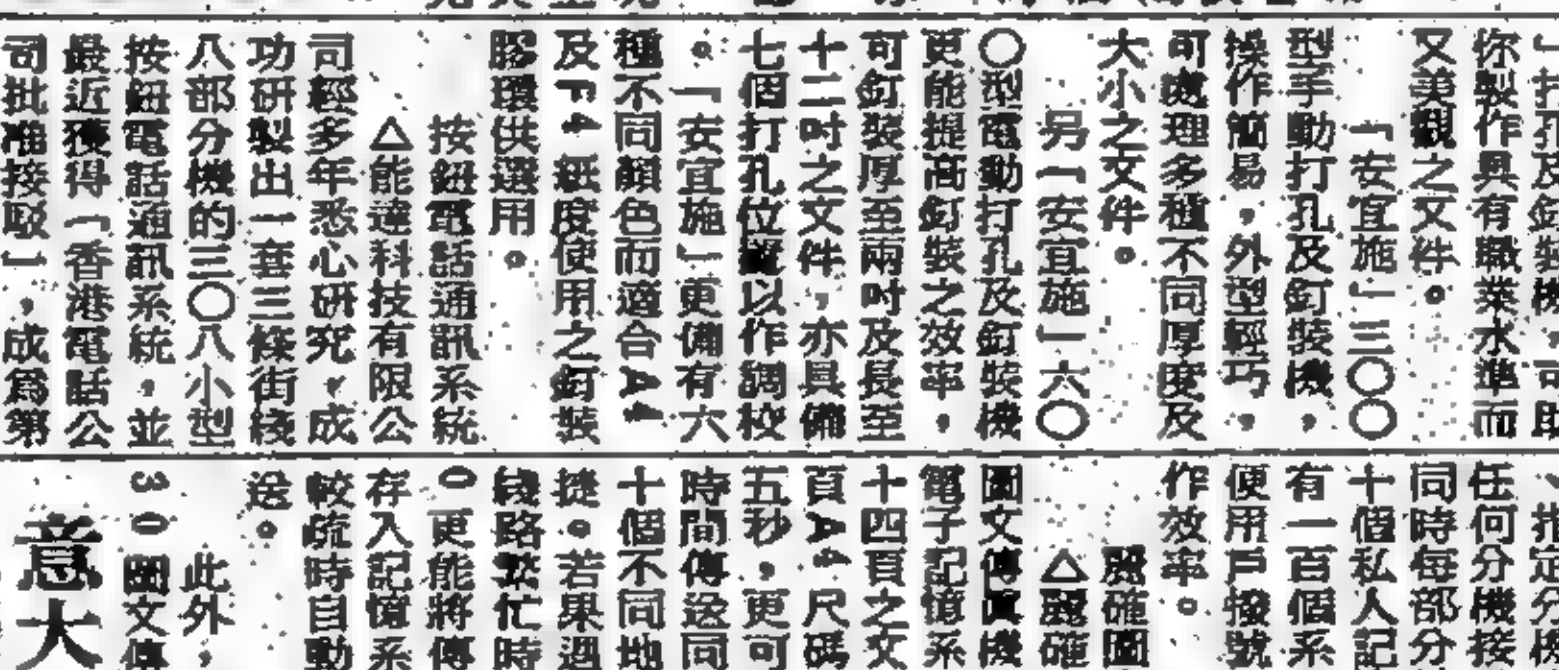 」打孔及釘裝機，可助
你製作具有職業水準而
又美觀之文件。
「安宜施」三〇〇
型手動打孔及釘裝機，
操作簡易，外型輕巧，
可處理多種不同厚度及
大小之文件。
另「安宜施」六〇
〇型電動打孔及釘裝機
更能提高釘裝之效率，
可釘裝厚至兩吋及長至
十二吋之文件，亦具備
七個打孔位置以作調校
。「安宜施」更備有六
種不同顏色而適合A4
及F4紙度使用之釘裝
膠環供選用。
按鈕電話通訊系統
△能達科技有限公
司經多年悉心研究，成
功研製出一套三條街綫
八部分機的三〇八小型
按鈕電話通訊系統，並
最近獲得「香港電話公
司批准接駁」，成爲第
、指定分機
任何分機接
同時每部分
十個私人記
有一百個系
便用戶撥號
作效率。
確圖
△確
圖文傳真機
電子記憶系
十四頁之文
頁A4尺碼
五秒，更可
時間傳送同
十個不同地
捷。若果遇
綫路繁忙時
0更能將傳
存入記憶系
較疏時自動
送。
此外，
30圖文傳
意大